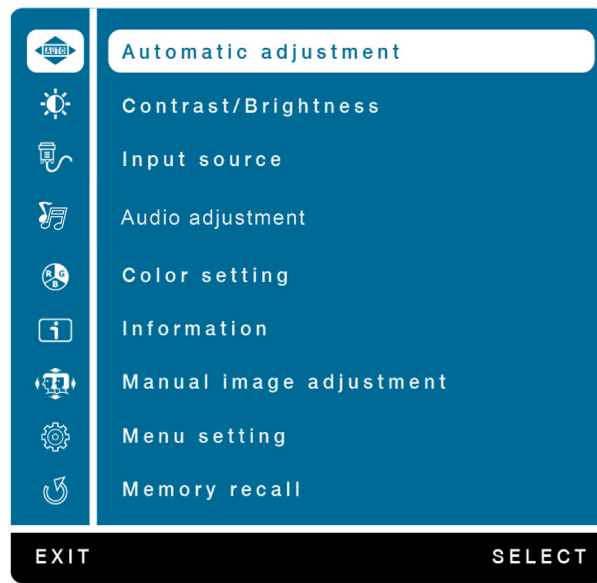 AUTO
Automatic adjustment
Contrast/Brightness
Input source
Audio adjustment
R G
B
Color setting
i
Information
Manual image adjustment
Menu setting
Memory recall
EXIT SELECT